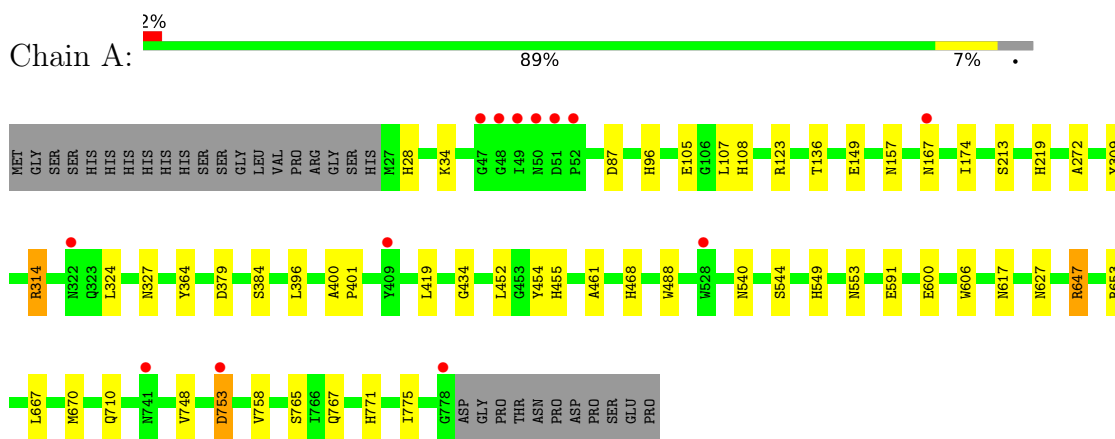 2%
Chain A:
89% 7% •
MET GLY SER SER HIS HIS HIS HIS HIS HIS SER SER GLY LEU VAL PRO ARG GLY SER HIS M27 H28 K34 G47 G48 I49 N50 D51 P52 D87 H96 E105 G106 L107 H108 R123 T136 E149 N157 N167 I174 S213 H219 A272
R314 N322 Q323 L324 N327 Y364 D379 S384 L396 A400 P401 Y409 L419 G434 L452 G453 Y454 H455 A461 H468 W488 W528 N540 S544 H549 N553 E591 E600 W606 N617 N627 R647
L667 M670 Q710 N741 V748 D753 V758 S765 I766 Q767 H771 I775 G778 ASP GLY PRO THR ASN PRO ASP PRO SER GLU PRO